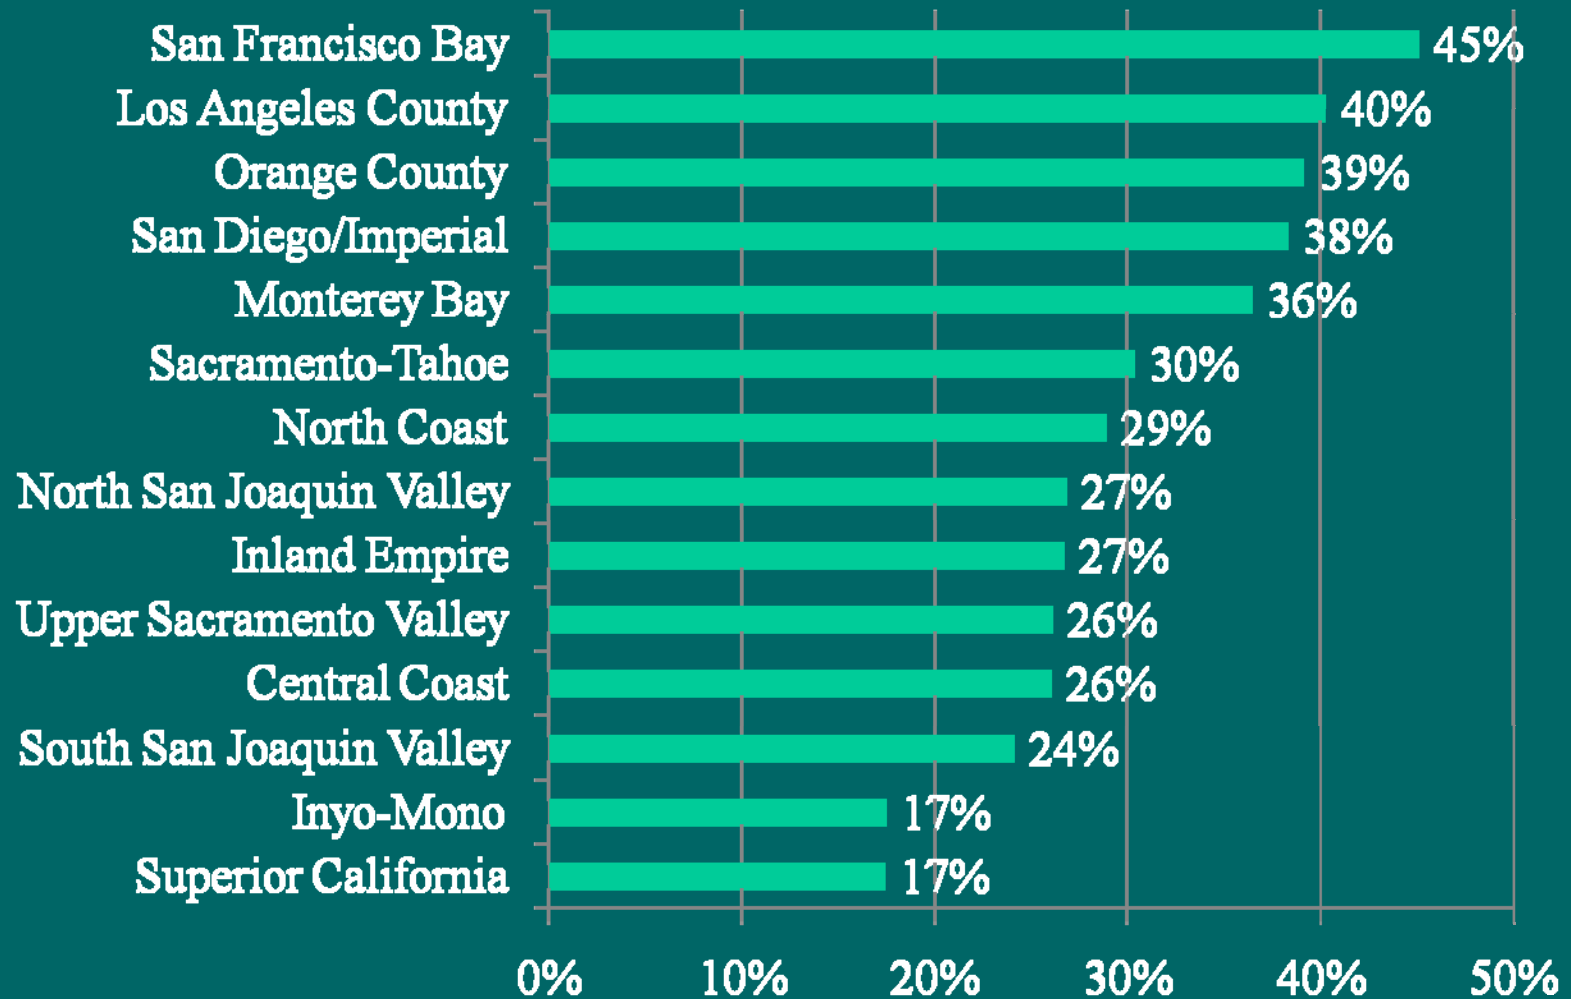 San Francisco Bay 45%
Los Angeles County 40%
Orange County 39%
San Diego/Imperial 38%
Monterey Bay 36%
Sacramento-Tahoe 30%
North Coast 29%
North San Joaquin Valley 27%
Inland Empire 27%
Upper Sacramento Valley 26%
Central Coast 26%
South San Joaquin Valley 24%
Inyo-Mono 17%
Superior California 17%
0% 10% 20% 30% 40% 50%